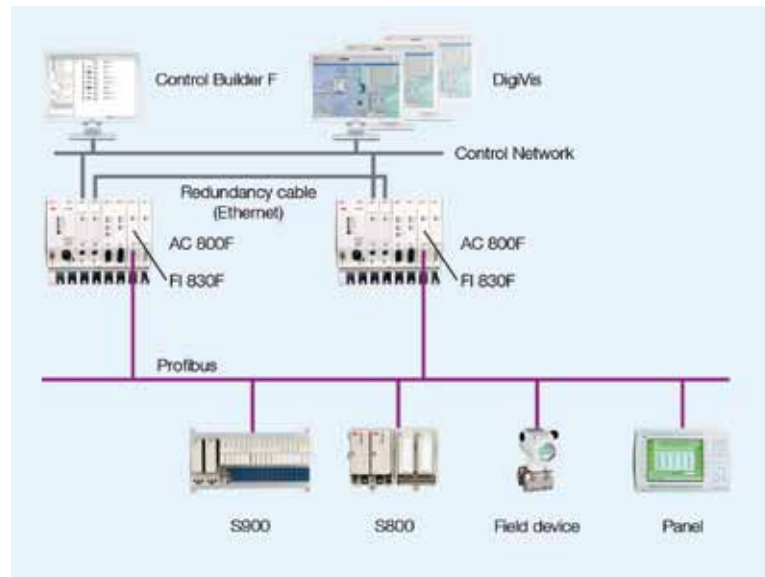 Control Builder F
DigiVis
Control Network
Redundancy cable
(Ethernet)
AC 800F
FI 830F
AC 800F
FI 830F
Profibus
S900
S800
Field device
Panel